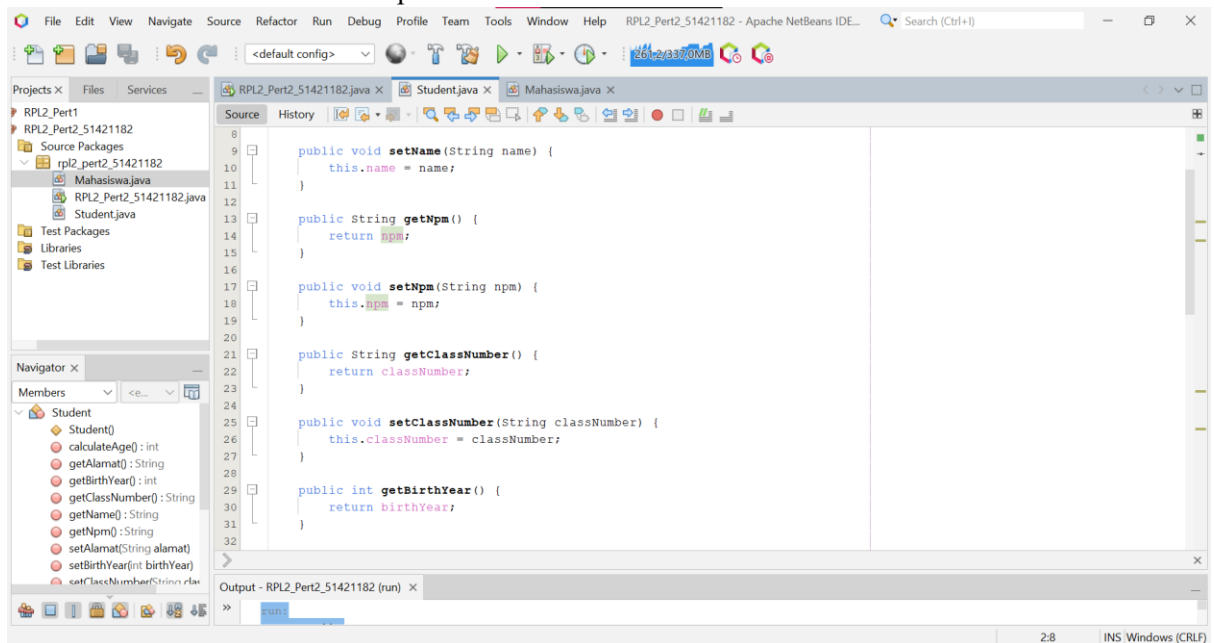 File Edit View Navigate Source Refactor Run Debug Profile Team Tools Window Help RPL2_Pert2_51421182 - Apache NetBeans IDE... Search (Ctrl+I)
<default config> 261,2/337,0MB
Projects Files Services
RPL2_Pert1
RPL2_Pert2_51421182
Source Packages
rpl2_pert2_51421182
Mahasiswa.java
RPL2_Pert2_51421182.java
Student.java
Test Packages
Libraries
Test Libraries
Navigator
Members <e...
Student
Student()
calculateAge() : int
getAlamat() : String
getBirthYear() : int
getClassNumber() : String
getName() : String
getNpm() : String
setAlamat(String alamat)
setBirthYear(int birthYear)
setClassNumber(String clas
RPL2_Pert2_51421182.java Student.java Mahasiswa.java
Source History
8
9 public void setName(String name) {
10 this.name = name;
11 }
12
13 public String getNpm() {
14 return npm;
15 }
16
17 public void setNpm(String npm) {
18 this.npm = npm;
19 }
20
21 public String getClassNumber() {
22 return classNumber;
23 }
24
25 public void setClassNumber(String classNumber) {
26 this.classNumber = classNumber;
27 }
28
29 public int getBirthYear() {
30 return birthYear;
31 }
32
Output - RPL2_Pert2_51421182 (run)
run:
2:8 INS Windows (CRLF)